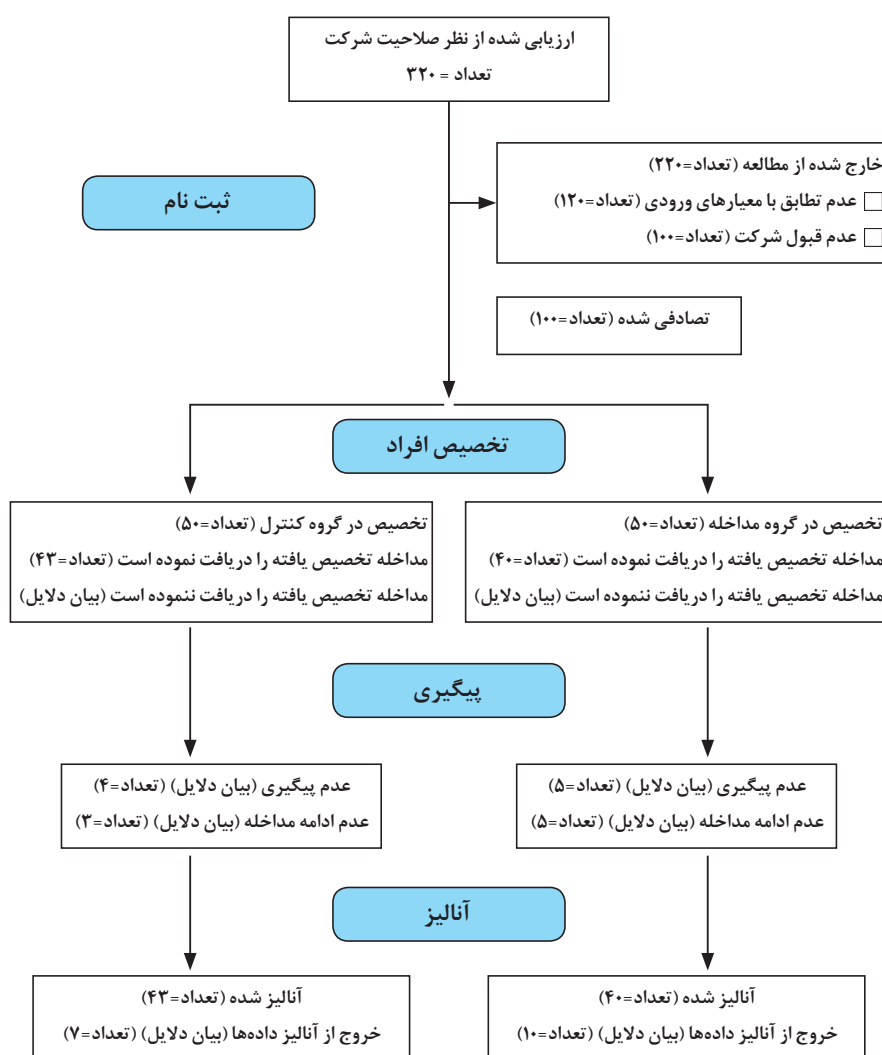 ارزیابی شده از نظر صلاحیت شرکت
تعداد = ۳۲۰
خارج شده از مطالعه (تعداد=۲۲۰)
عدم تطابق با معیارهای ورودی (تعداد=۱۲۰)
عدم قبول شرکت (تعداد=۱۰۰)
ثبت نام
تصادفی شده (تعداد=۱۰۰)
تخصیص افراد
تخصیص در گروه مداخله (تعداد=۵۰)
مداخله تخصیص یافته را دریافت نموده است (تعداد=۴۰)
مداخله تخصیص یافته را دریافت ننموده است (بیان دلایل)
تخصیص در گروه کنترل (تعداد=۵۰)
مداخله تخصیص یافته را دریافت نموده است (تعداد=۴۳)
مداخله تخصیص یافته را دریافت ننموده است (بیان دلایل)
پیگیری
عدم پیگیری (بیان دلایل) (تعداد=۵)
عدم ادامه مداخله (بیان دلایل) (تعداد=۵)
عدم پیگیری (بیان دلایل) (تعداد=۴)
عدم ادامه مداخله (بیان دلایل) (تعداد=۳)
آنالیز
آنالیز شده (تعداد=۴۰)
خروج از آنالیز داده‌ها (بیان دلایل) (تعداد=۱۰)
آنالیز شده (تعداد=۴۳)
خروج از آنالیز داده‌ها (بیان دلایل) (تعداد=۷)